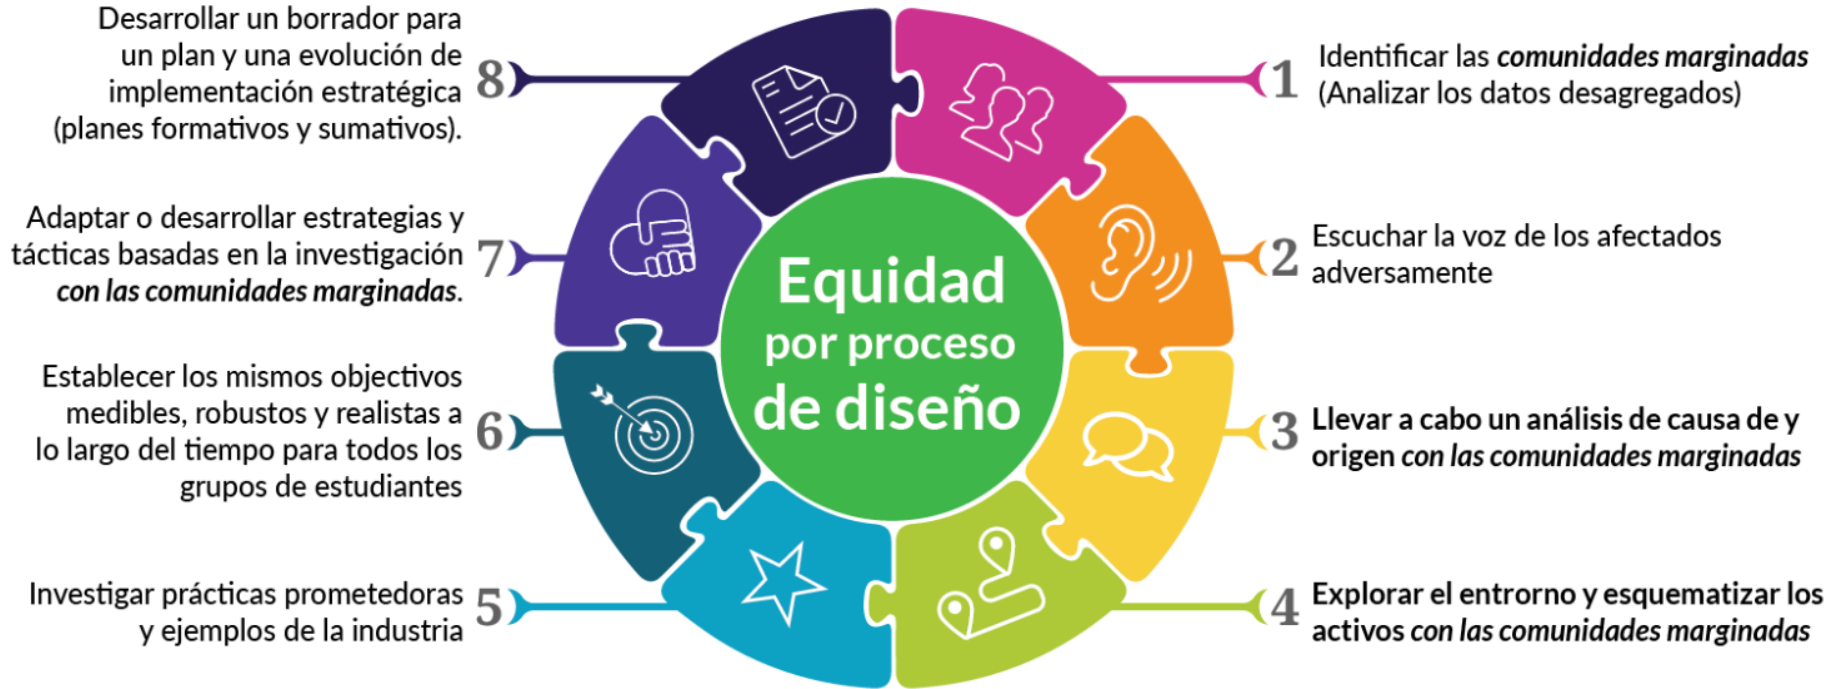 Equidad
por proceso
de diseño
1
Identificar las comunidades marginadas
(Analizar los datos desagregados)
2
Escuchar la voz de los afectados
adversamente
3
Llevar a cabo un análisis de causa de y
origen con las comunidades marginadas
4
Explorar el entrorno y esquematizar los
activos con las comunidades marginadas
5
Investigar prácticas prometedoras
y ejemplos de la industria
6
Establecer los mismos objectivos
medibles, robustos y realistas a
lo largo del tiempo para todos los
grupos de estudiantes
7
Adaptar o desarrollar estrategias y
tácticas basadas en la investigación
con las comunidades marginadas.
8
Desarrollar un borrador para
un plan y una evolución de
implementación estratégica
(planes formativos y sumativos).